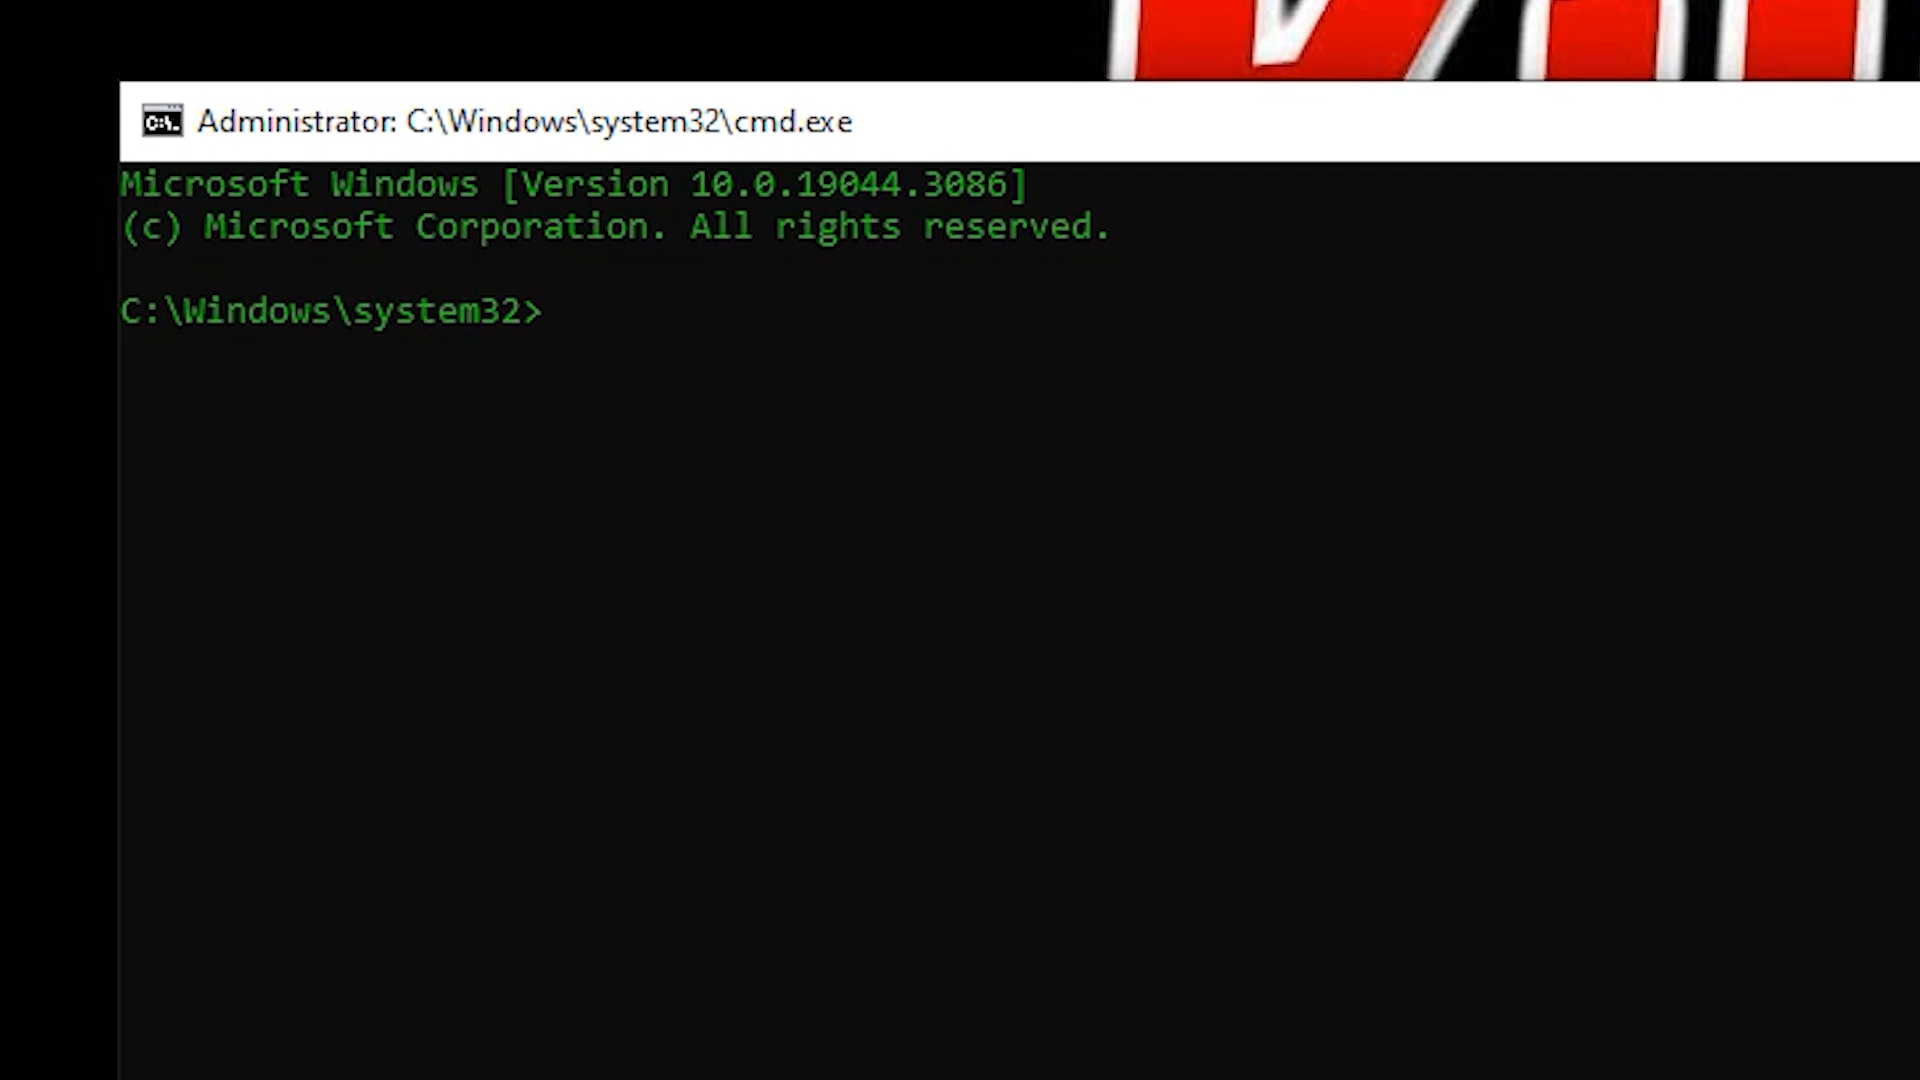 Administrator: C:\Windows\system32\cmd.exe
Microsoft Windows [Version 10.0.19044.3086]
(c) Microsoft Corporation. All rights reserved.
C:\Windows\system32>